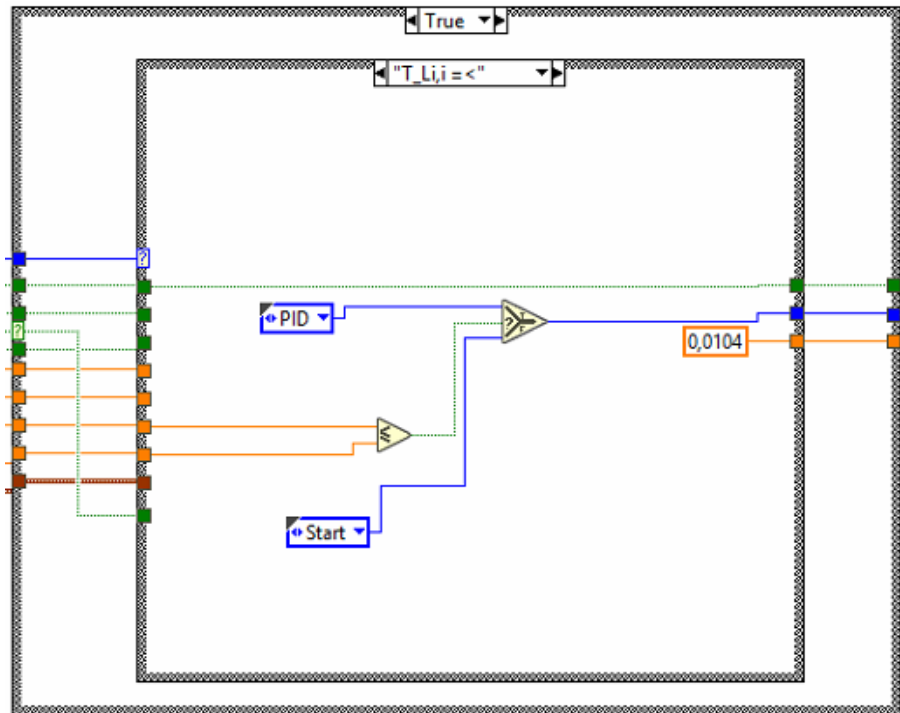 True
"T_Li,i =<"
?
PID
?
T
F
?
0,0104
≤
Start